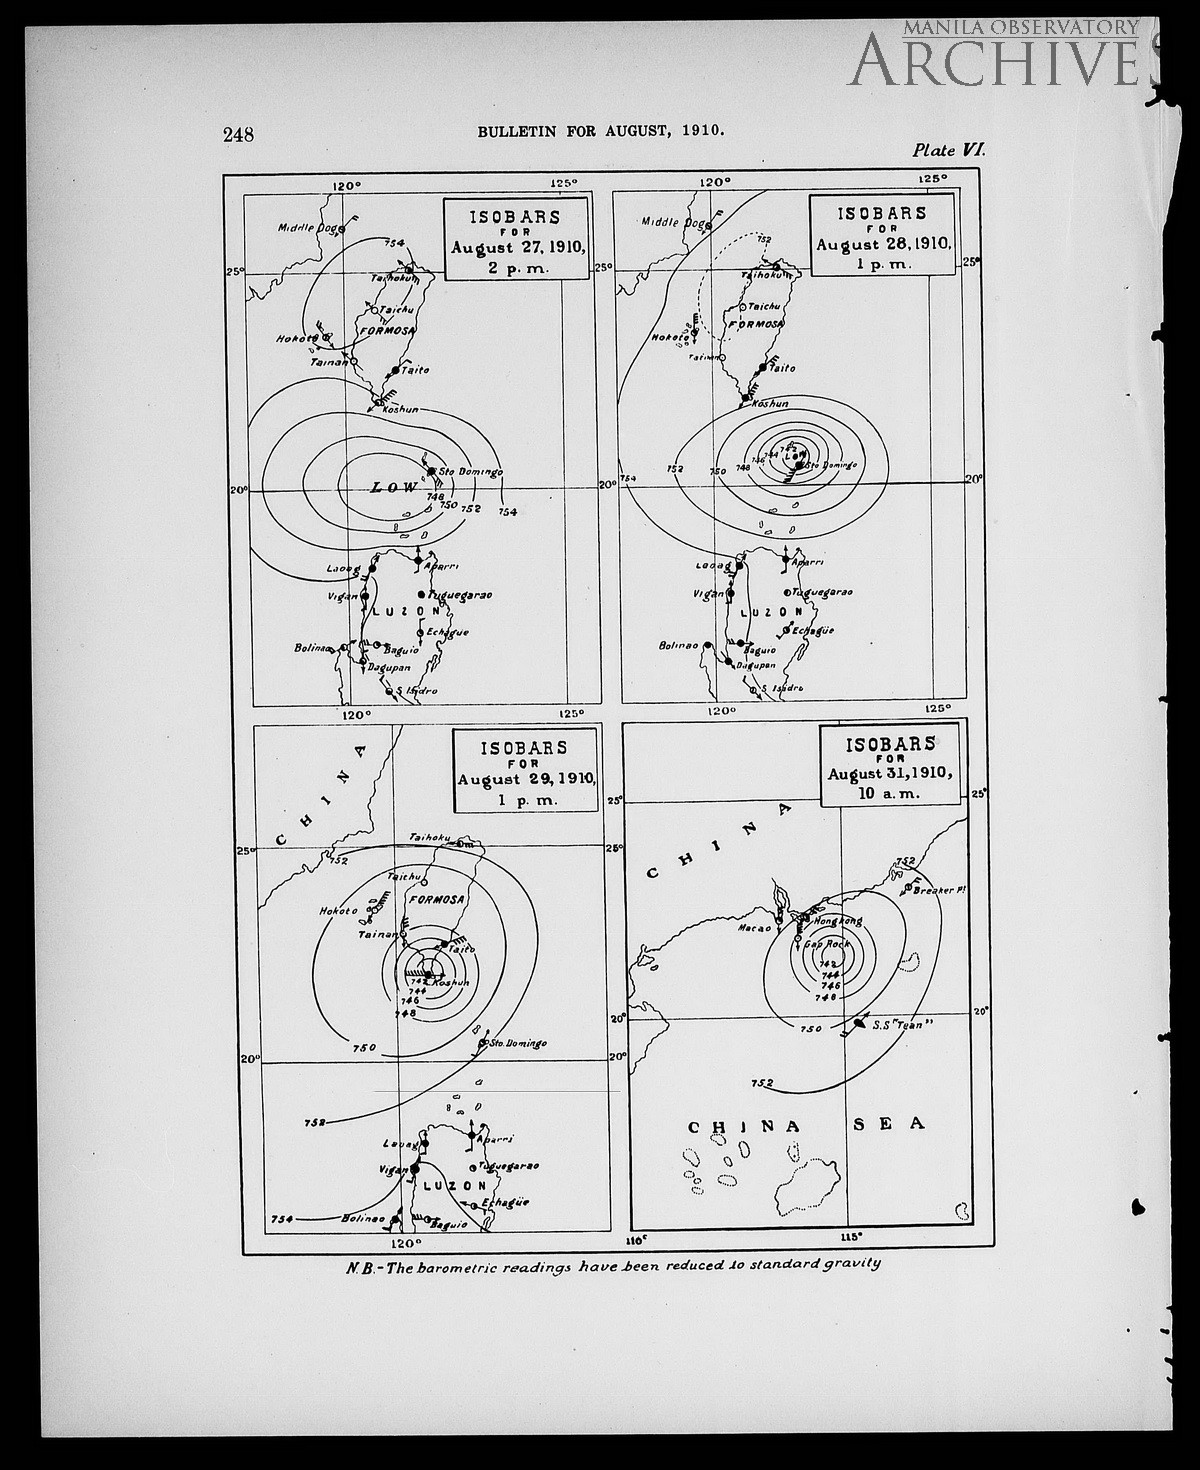 MANILA OBSERVATORY
ARCHIVES
248
BULLETIN FOR AUGUST, 1910.
Plate VI.
120° 125°
ISOBARS
FOR
August 27, 1910,
2 p. m.
Middle Dog
754
25°
Taihoku
Taichu
FORMOSA
Hokoto
Tainan
Taito
Koshun
Sto Domingo
LOW
20°
748 750 752 754
Laoag
Aparri
Vigan
Tuguegarao
LUZON
Echague
Bolinao
Baguio
Dagupan
S. Isidro
120° 125°
120° 125°
ISOBARS
FOR
August 28, 1910,
1 p. m.
Middle Dog
752
25° 25°
Taihoku
Taichu
FORMOSA
Hokoto
Tainan
Taito
Koshun
754 752 750 748 746 744 742
LOW
Sto Domingo
20° 20°
Laoag
Aparri
Vigan
Tuguegarao
LUZON
Echagüe
Bolinao
Baguio
Dagupan
S. Isidro
120° 125°
ISOBARS
FOR
August 29, 1910,
1 p. m.
CHINA
Taihoku
25° 25°
752
Taichu
FORMOSA
Hokoto
Tainan
Taito
742
Koshun
744
746
748
750
Sto. Domingo
20° 20°
752
Laoag
Aparri
Vigan
Tuguegarao
LUZON
Echagüe
754
Bolinao
Baguio
120°
ISOBARS
FOR
August 31, 1910,
10 a. m.
25° 25°
CHINA
752
Breaker Pt
Macao
Hongkong
Gap Rock
742
744
746
748
750
S.S "Tean"
20° 20°
752
CHINA SEA
110° 115°
N.B.- The barometric readings have been reduced to standard gravity